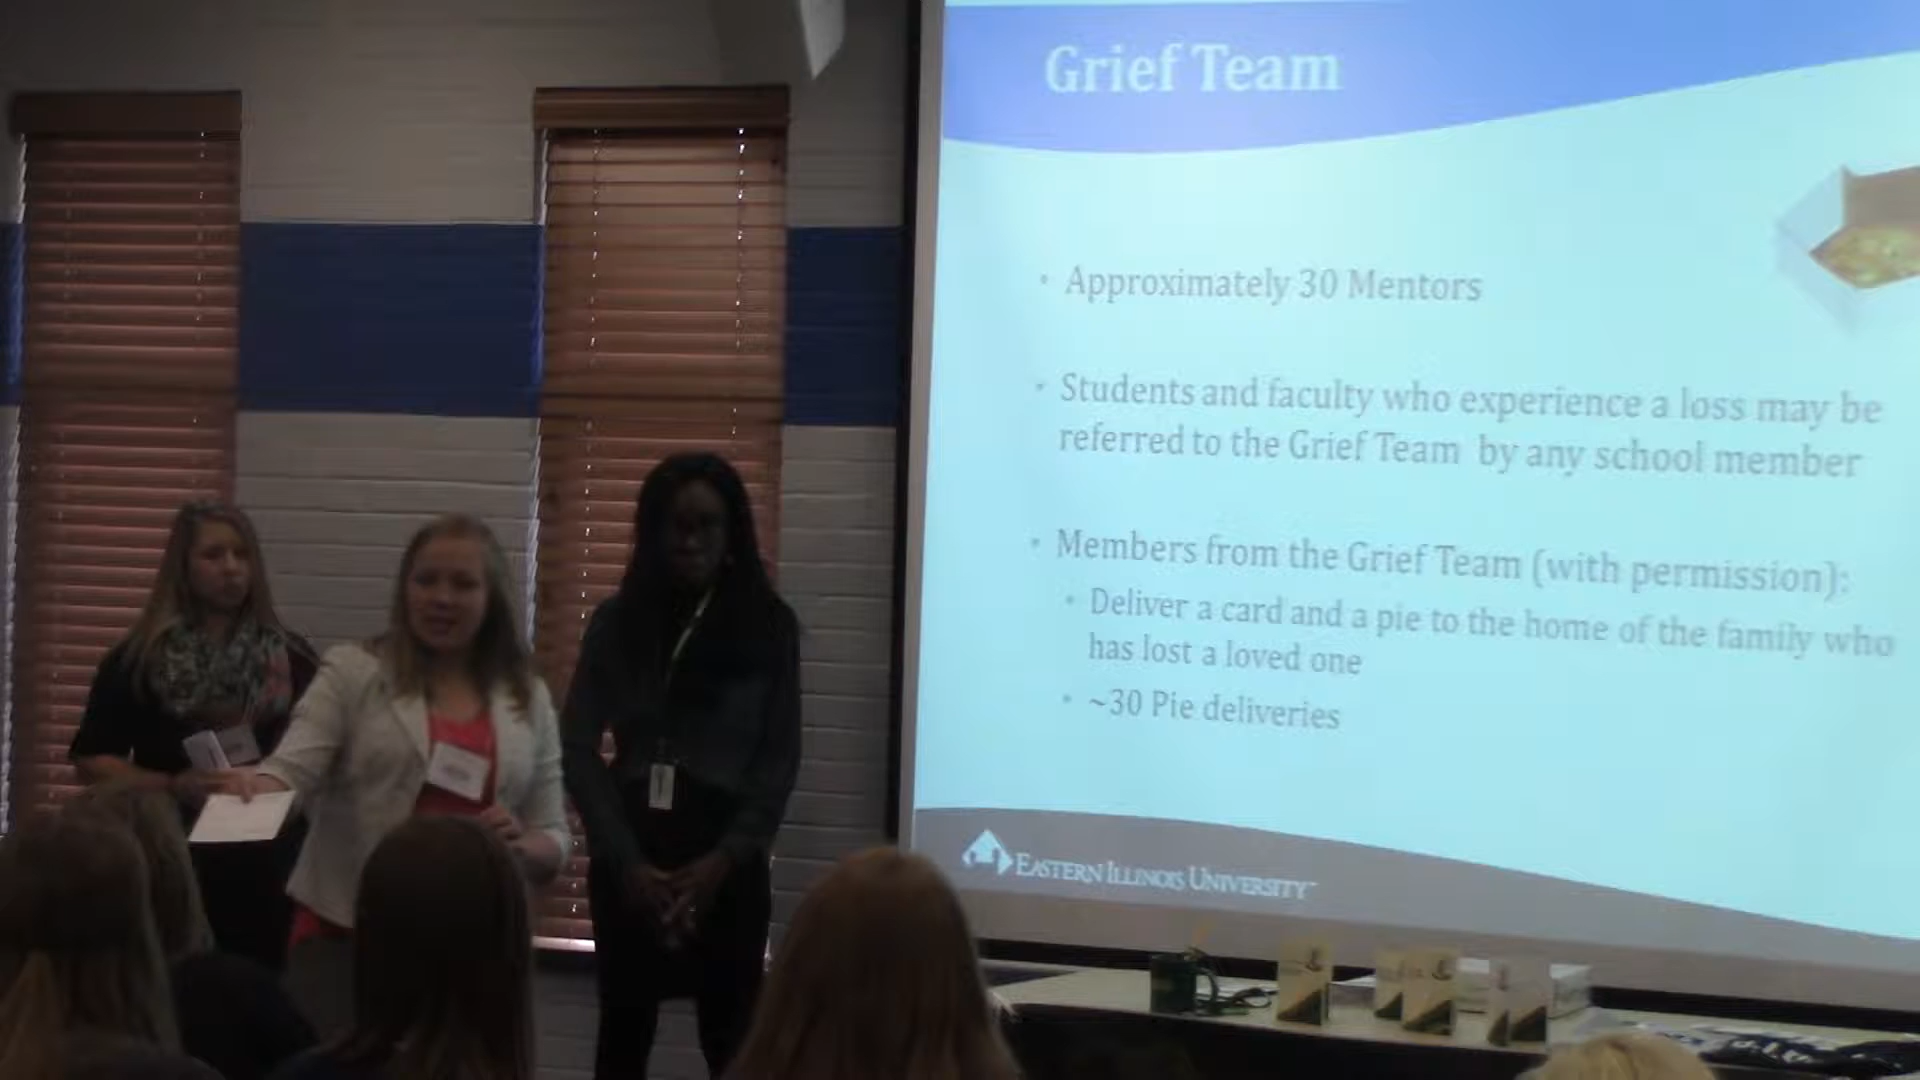 Grief Team
• Approximately 30 Mentors
• Students and faculty who experience a loss may be
referred to the Grief Team by any school member
• Members from the Grief Team (with permission):
• Deliver a card and a pie to the home of the family who
has lost a loved one
• ~30 Pie deliveries
EASTERN ILLINOIS UNIVERSITY™